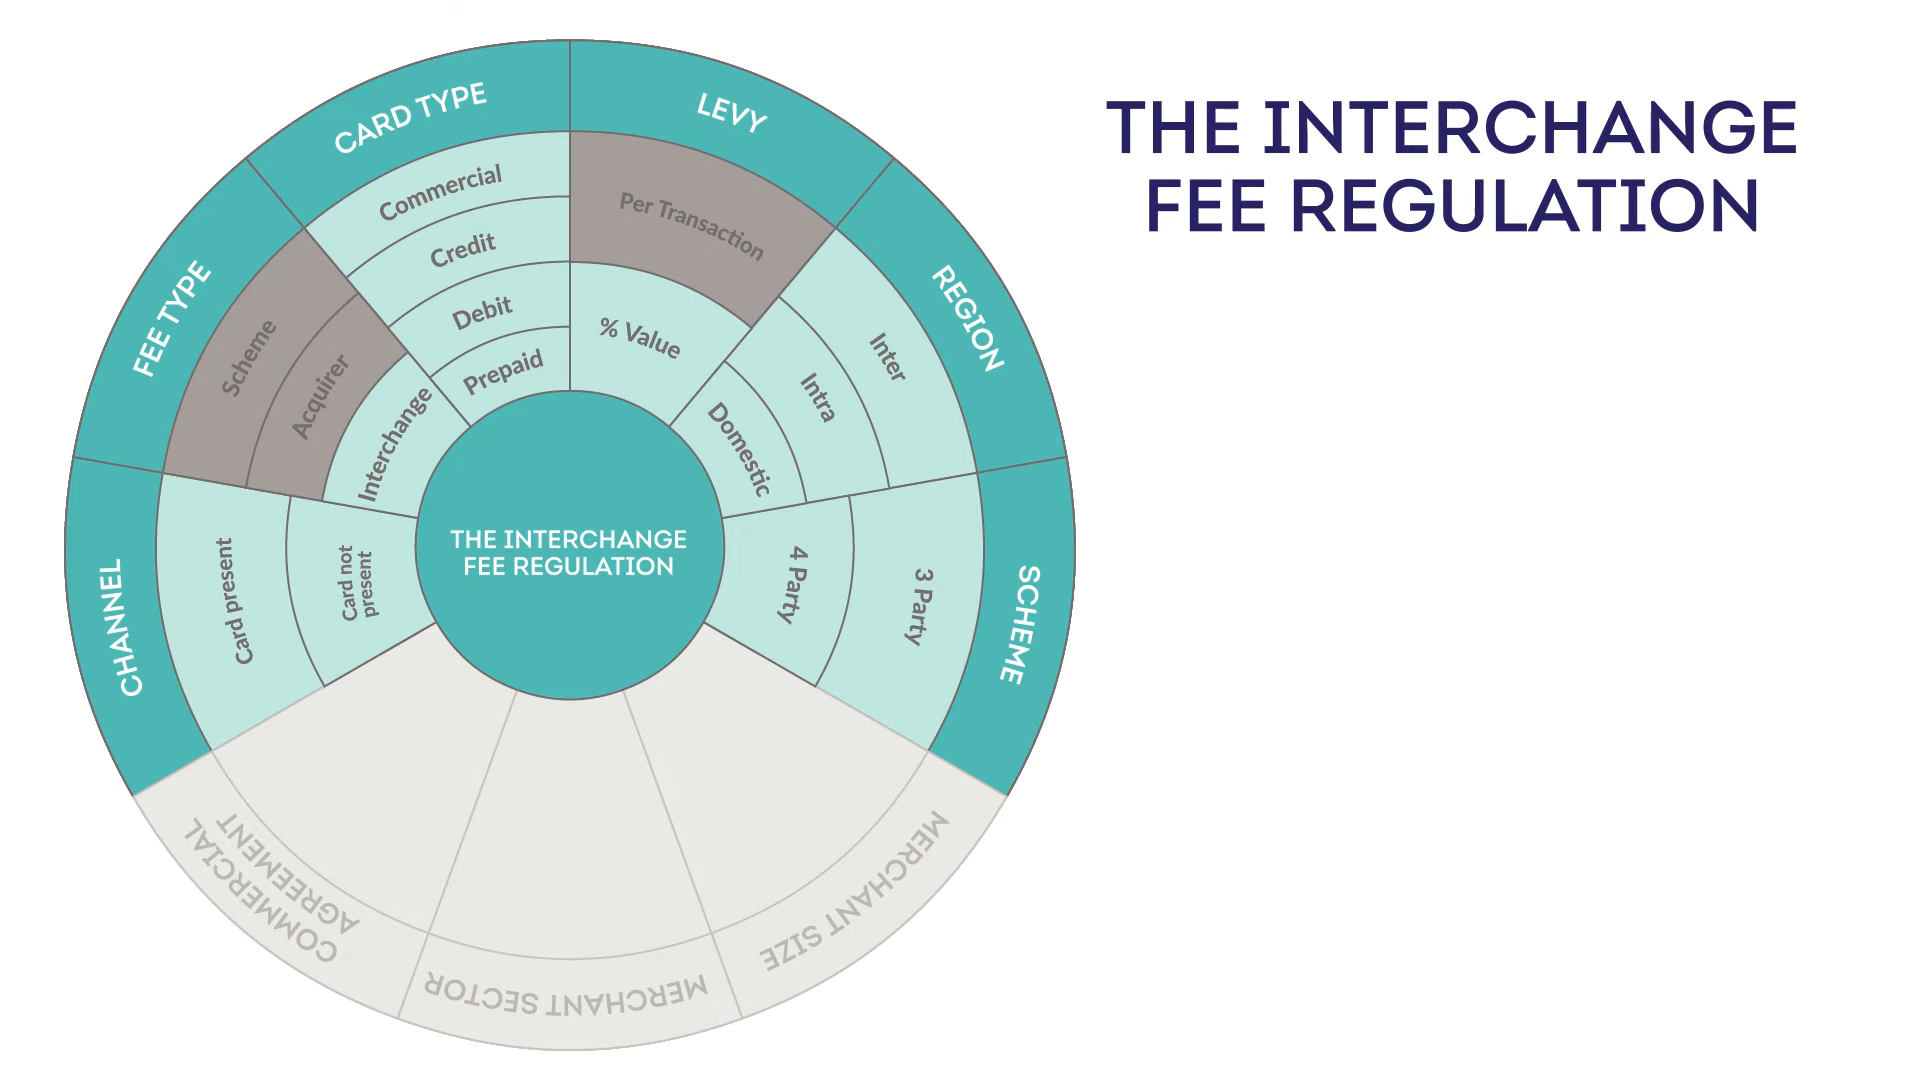 THE INTERCHANGE
FEE REGULATION
CARD TYPE
Commercial
Credit
Debit
Prepaid
LEVY
Per Transaction
% Value
REGION
Inter
Intra
Domestic
SCHEME
3 Party
4 Party
MERCHANT SIZE
MERCHANT SECTOR
COMMERCIAL
AGREEMENT
CHANNEL
Card present
Card not
present
FEE TYPE
Scheme
Acquirer
Interchange
THE INTERCHANGE
FEE REGULATION